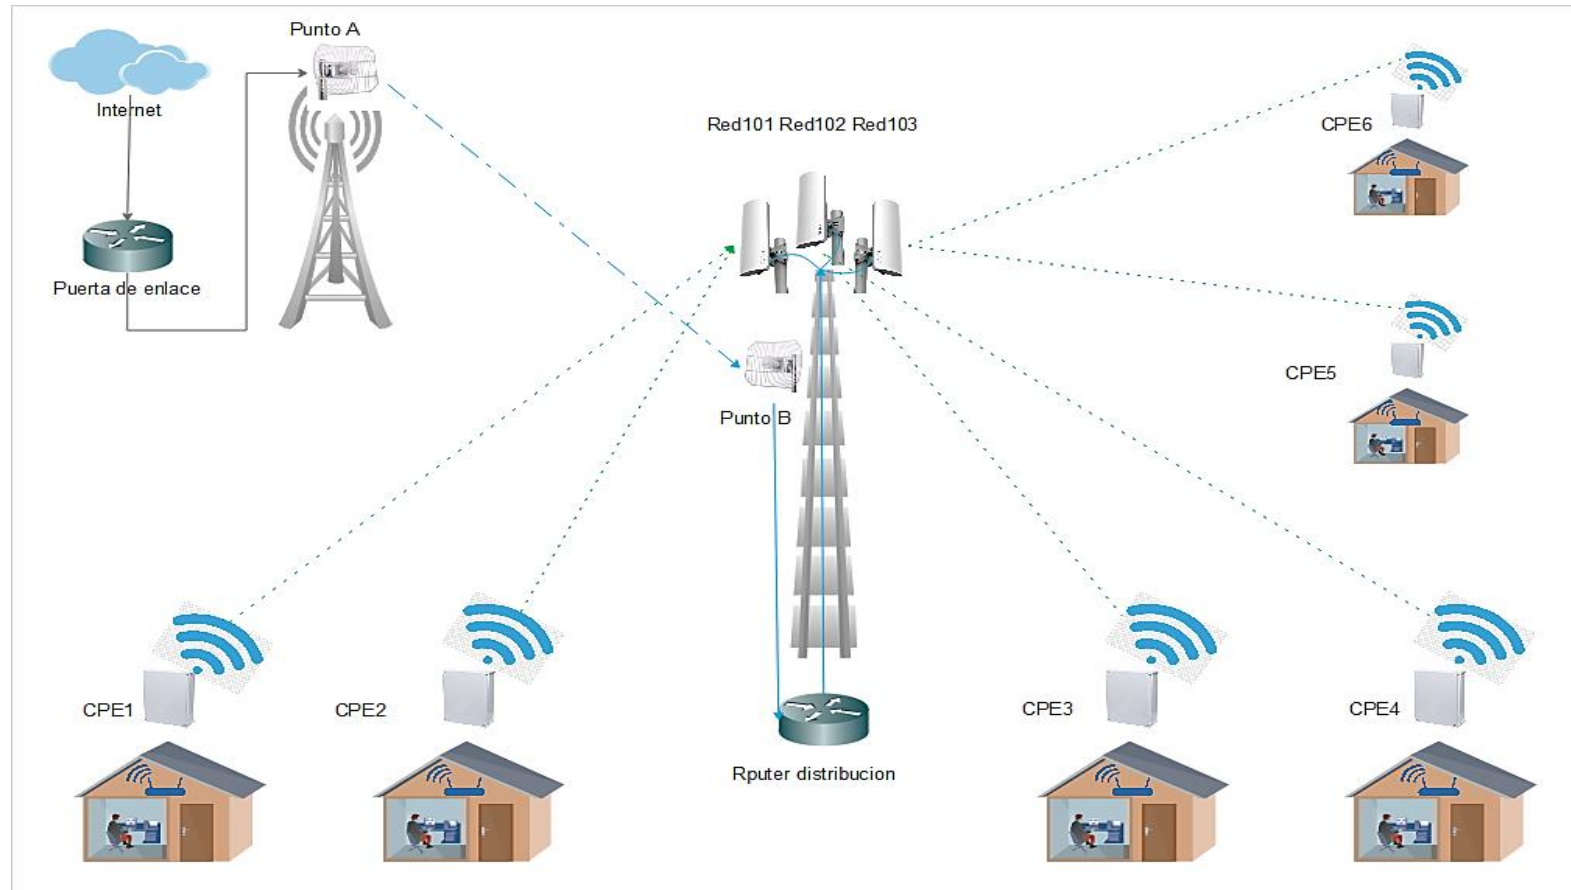 Punto A
Internet
Puerta de enlace
Red101 Red102 Red103
CPE6
CPE5
Punto B
CPE1
CPE2
CPE3
CPE4
Rputer distribucion